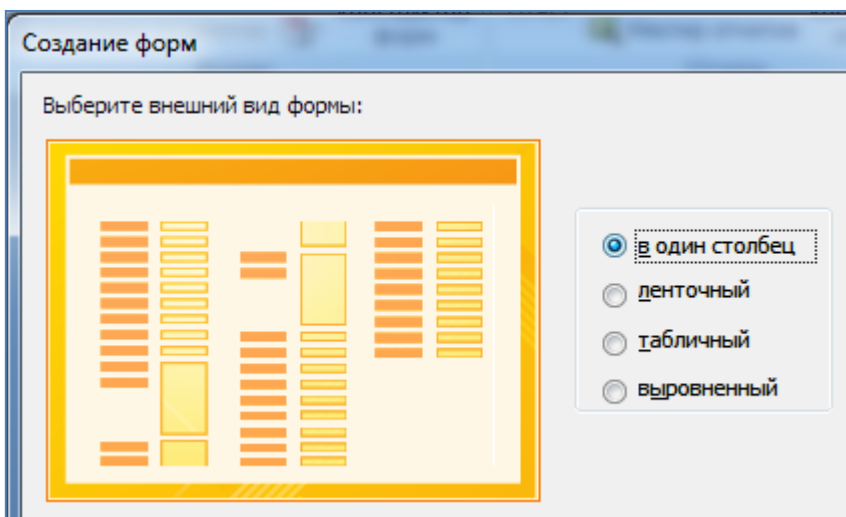 Создание форм
Выберите внешний вид формы:
в один столбец
ленточный
табличный
выровненный